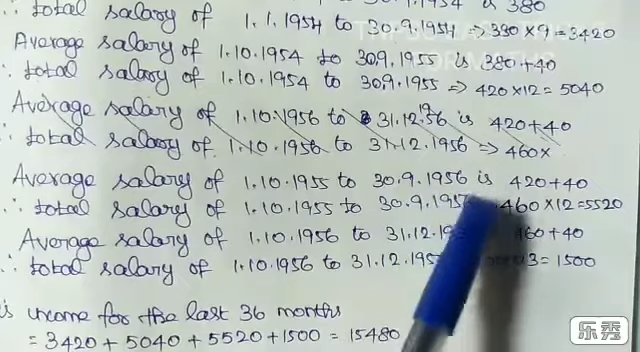 1.1954 is 380
∴ total salary of 1.1.1954 to 30.9.1954 => 380 × 9 = 3420
Average salary of 1.10.1954 to 30.9.1955 is 380+40
∴ total salary of 1.10.1954 to 30.9.1955 => 420×12 = 5040
Average salary of 1.10.1956 to 31.12.1956 is 420+40
∴ total salary of 1.10.1956 to 31.12.1956 => 460×
Average salary of 1.10.1955 to 30.9.1956 is 420+40
∴ total salary of 1.10.1955 to 30.9.195 460×12=5520
Average salary of 1.10.1956 to 31.12.19 460+40
∴ total salary of 1.10.1956 to 31.12.195 ×3 = 1500
is income for the last 36 months
= 3420 + 5040 + 5520 + 1500 = 15480
乐秀